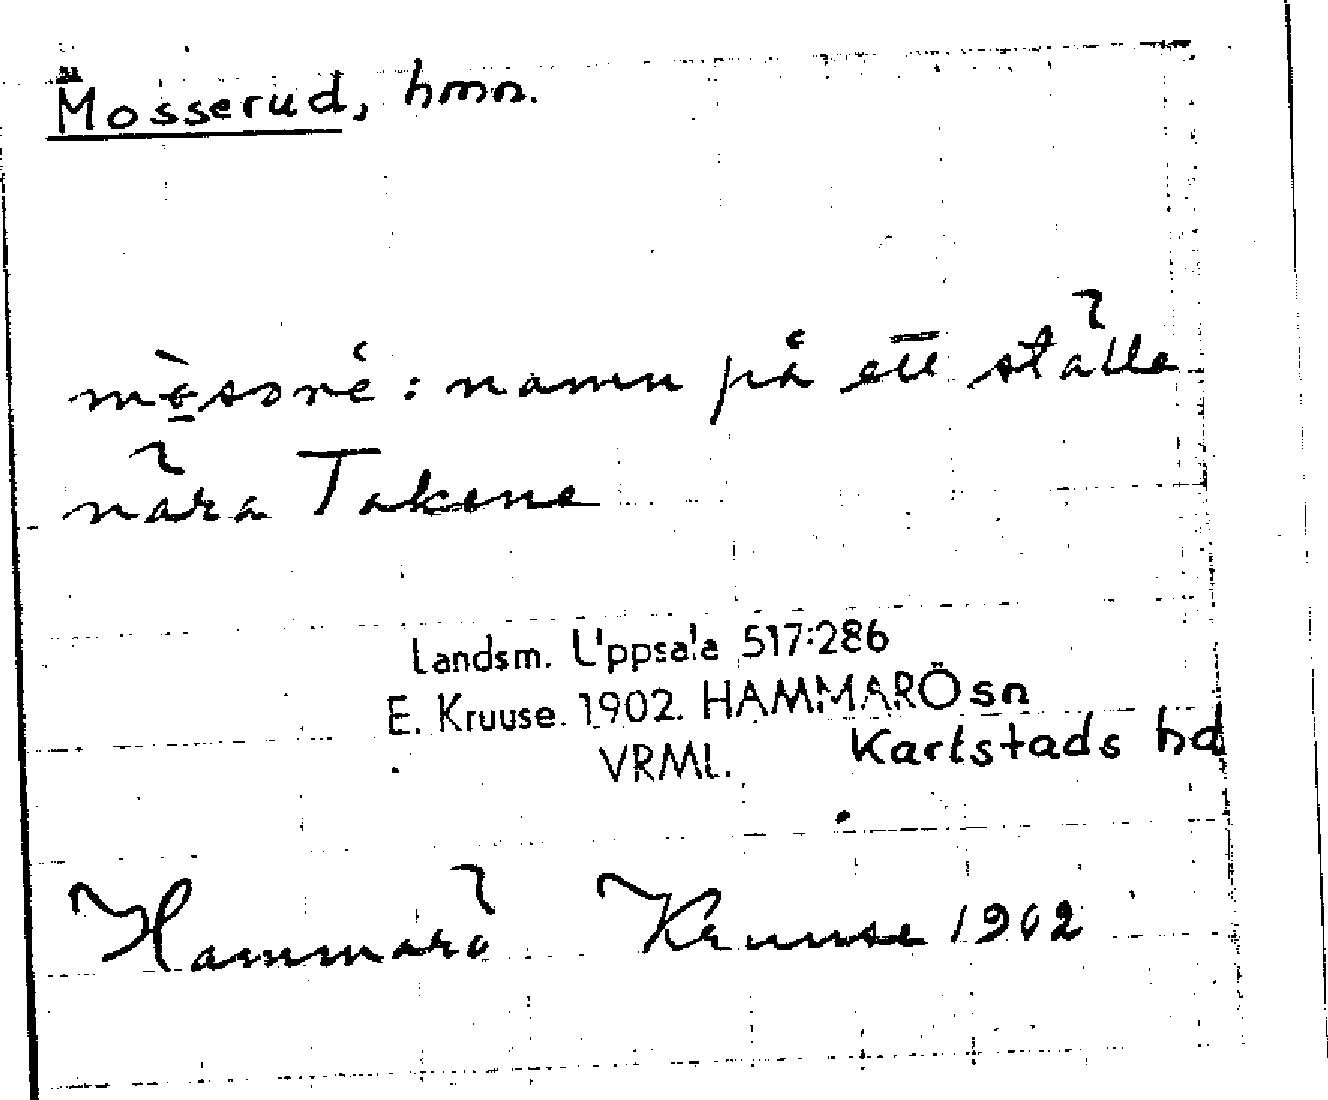 Mosserud, hmn.
mòsoré: namn på ett ställe
nära Takene
Landsm. Uppsala 517:286
E. Kruuse. 1902. HAMMARÖ sn
VRML. Karlstads hd
Hammarö Kruuse 1902